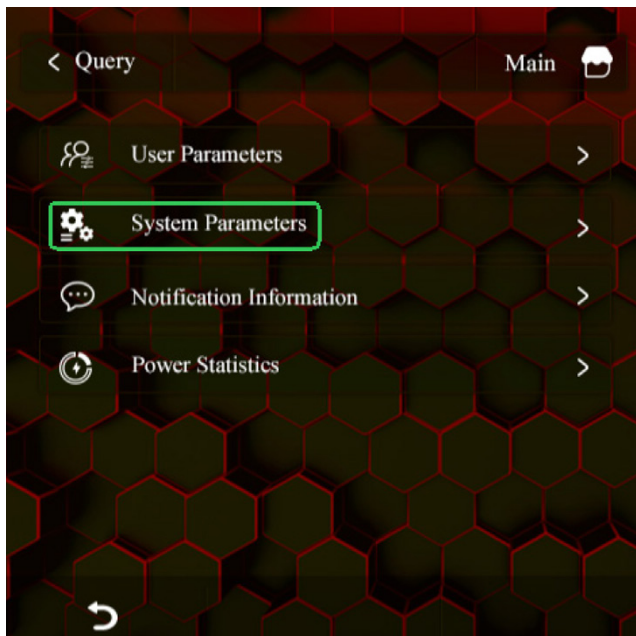 Query
Main
User Parameters
System Parameters
Notification Information
Power Statistics